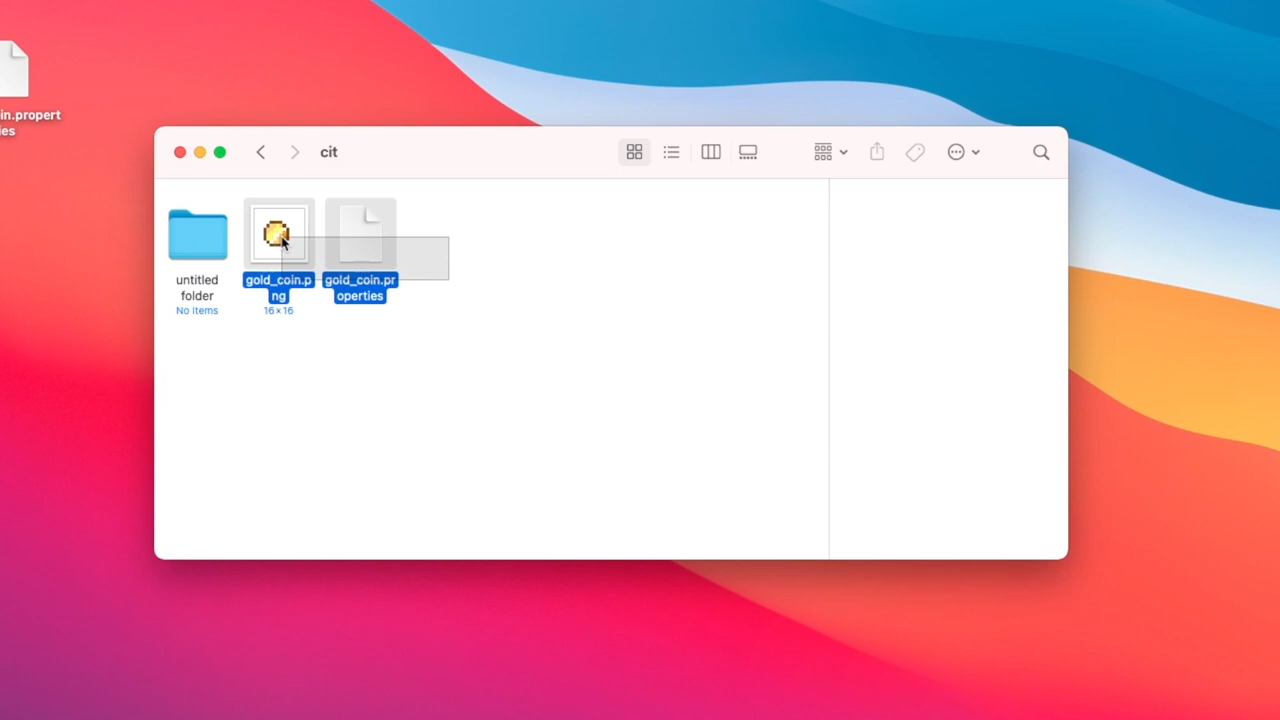 in.propert
ies
cit
untitled
folder
No items
gold_coin.p
ng
16×16
gold_coin.pr
operties